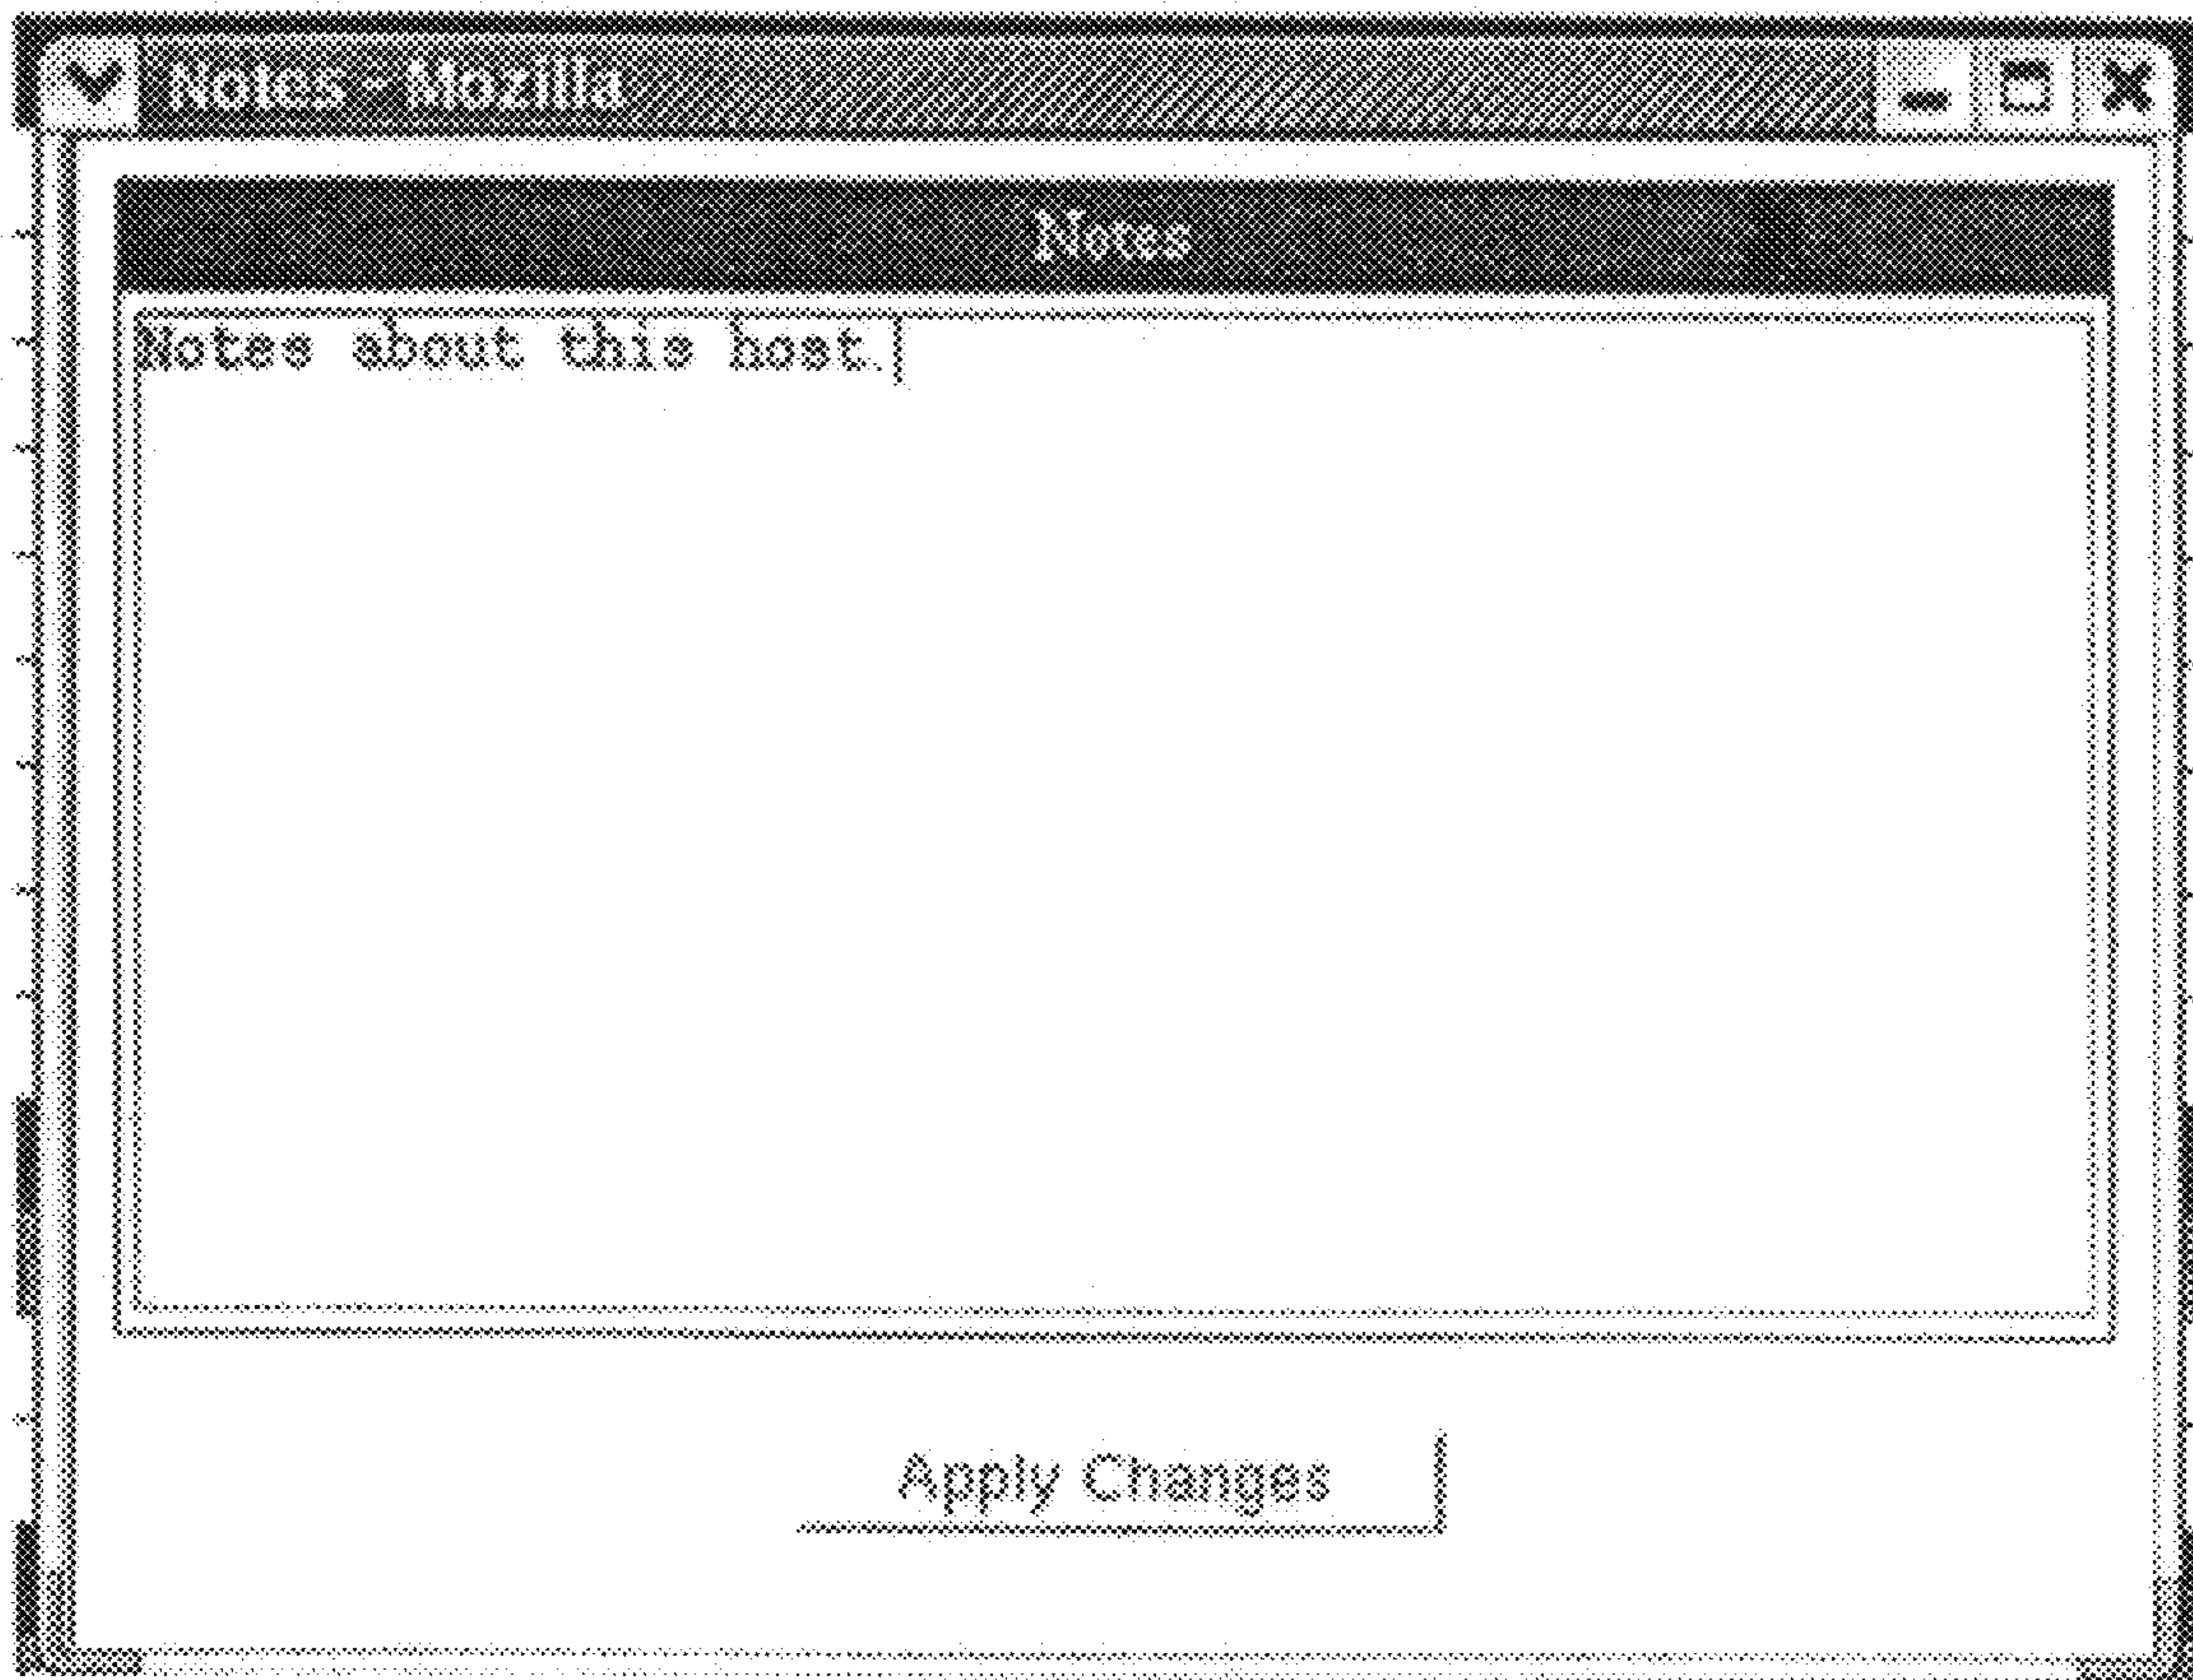 Notes - Mozilla
Notes
Notes about this host.
Apply Changes